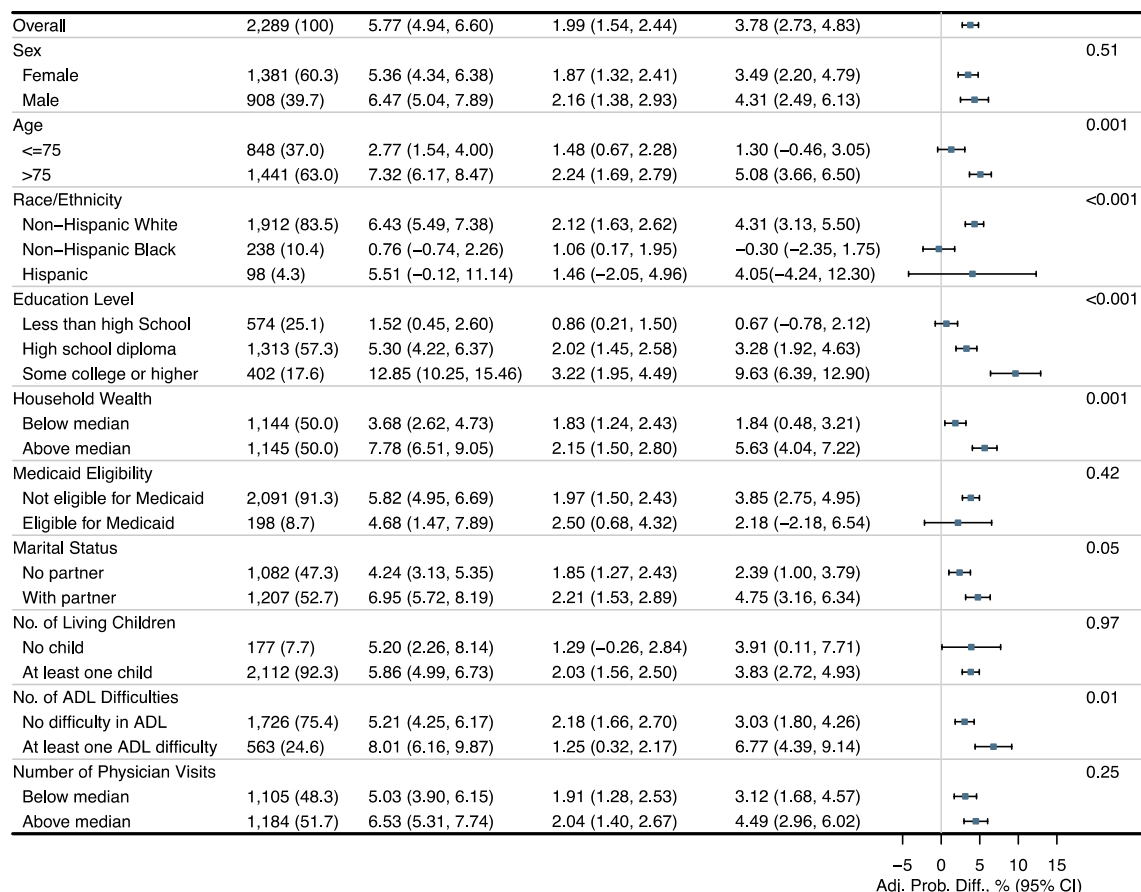 Overall 2,289 (100) 5.77 (4.94, 6.60) 1.99 (1.54, 2.44) 3.78 (2.73, 4.83)
Sex 0.51
Female 1,381 (60.3) 5.36 (4.34, 6.38) 1.87 (1.32, 2.41) 3.49 (2.20, 4.79)
Male 908 (39.7) 6.47 (5.04, 7.89) 2.16 (1.38, 2.93) 4.31 (2.49, 6.13)
Age 0.001
<=75 848 (37.0) 2.77 (1.54, 4.00) 1.48 (0.67, 2.28) 1.30 (−0.46, 3.05)
>75 1,441 (63.0) 7.32 (6.17, 8.47) 2.24 (1.69, 2.79) 5.08 (3.66, 6.50)
Race/Ethnicity <0.001
Non−Hispanic White 1,912 (83.5) 6.43 (5.49, 7.38) 2.12 (1.63, 2.62) 4.31 (3.13, 5.50)
Non−Hispanic Black 238 (10.4) 0.76 (−0.74, 2.26) 1.06 (0.17, 1.95) −0.30 (−2.35, 1.75)
Hispanic 98 (4.3) 5.51 (−0.12, 11.14) 1.46 (−2.05, 4.96) 4.05(−4.24, 12.30)
Education Level <0.001
Less than high School 574 (25.1) 1.52 (0.45, 2.60) 0.86 (0.21, 1.50) 0.67 (−0.78, 2.12)
High school diploma 1,313 (57.3) 5.30 (4.22, 6.37) 2.02 (1.45, 2.58) 3.28 (1.92, 4.63)
Some college or higher 402 (17.6) 12.85 (10.25, 15.46) 3.22 (1.95, 4.49) 9.63 (6.39, 12.90)
Household Wealth 0.001
Below median 1,144 (50.0) 3.68 (2.62, 4.73) 1.83 (1.24, 2.43) 1.84 (0.48, 3.21)
Above median 1,145 (50.0) 7.78 (6.51, 9.05) 2.15 (1.50, 2.80) 5.63 (4.04, 7.22)
Medicaid Eligibility 0.42
Not eligible for Medicaid 2,091 (91.3) 5.82 (4.95, 6.69) 1.97 (1.50, 2.43) 3.85 (2.75, 4.95)
Eligible for Medicaid 198 (8.7) 4.68 (1.47, 7.89) 2.50 (0.68, 4.32) 2.18 (−2.18, 6.54)
Marital Status 0.05
No partner 1,082 (47.3) 4.24 (3.13, 5.35) 1.85 (1.27, 2.43) 2.39 (1.00, 3.79)
With partner 1,207 (52.7) 6.95 (5.72, 8.19) 2.21 (1.53, 2.89) 4.75 (3.16, 6.34)
No. of Living Children 0.97
No child 177 (7.7) 5.20 (2.26, 8.14) 1.29 (−0.26, 2.84) 3.91 (0.11, 7.71)
At least one child 2,112 (92.3) 5.86 (4.99, 6.73) 2.03 (1.56, 2.50) 3.83 (2.72, 4.93)
No. of ADL Difficulties 0.01
No difficulty in ADL 1,726 (75.4) 5.21 (4.25, 6.17) 2.18 (1.66, 2.70) 3.03 (1.80, 4.26)
At least one ADL difficulty 563 (24.6) 8.01 (6.16, 9.87) 1.25 (0.32, 2.17) 6.77 (4.39, 9.14)
Number of Physician Visits 0.25
Below median 1,105 (48.3) 5.03 (3.90, 6.15) 1.91 (1.28, 2.53) 3.12 (1.68, 4.57)
Above median 1,184 (51.7) 6.53 (5.31, 7.74) 2.04 (1.40, 2.67) 4.49 (2.96, 6.02)
−5 0 5 10 15
Adj. Prob. Diff., % (95% CI)